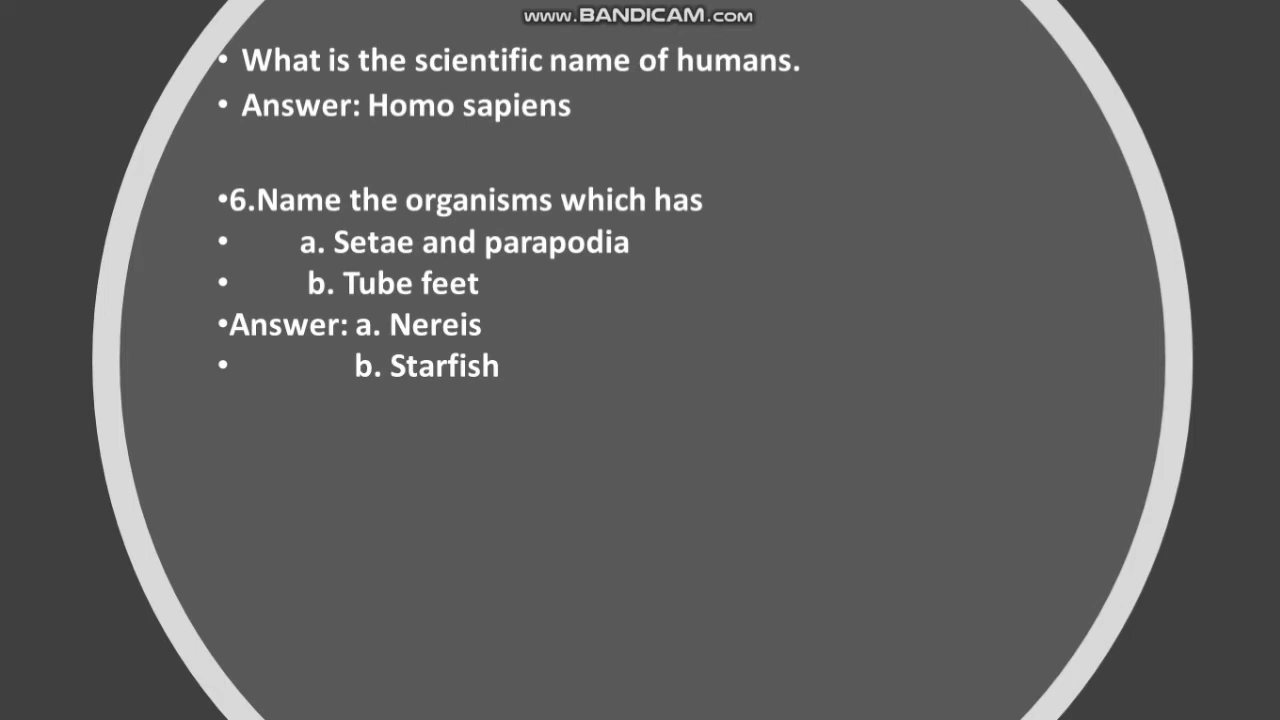 www.BANDICAM.com
• What is the scientific name of humans.
• Answer: Homo sapiens
•6.Name the organisms which has
• a. Setae and parapodia
• b. Tube feet
•Answer: a. Nereis
• b. Starfish